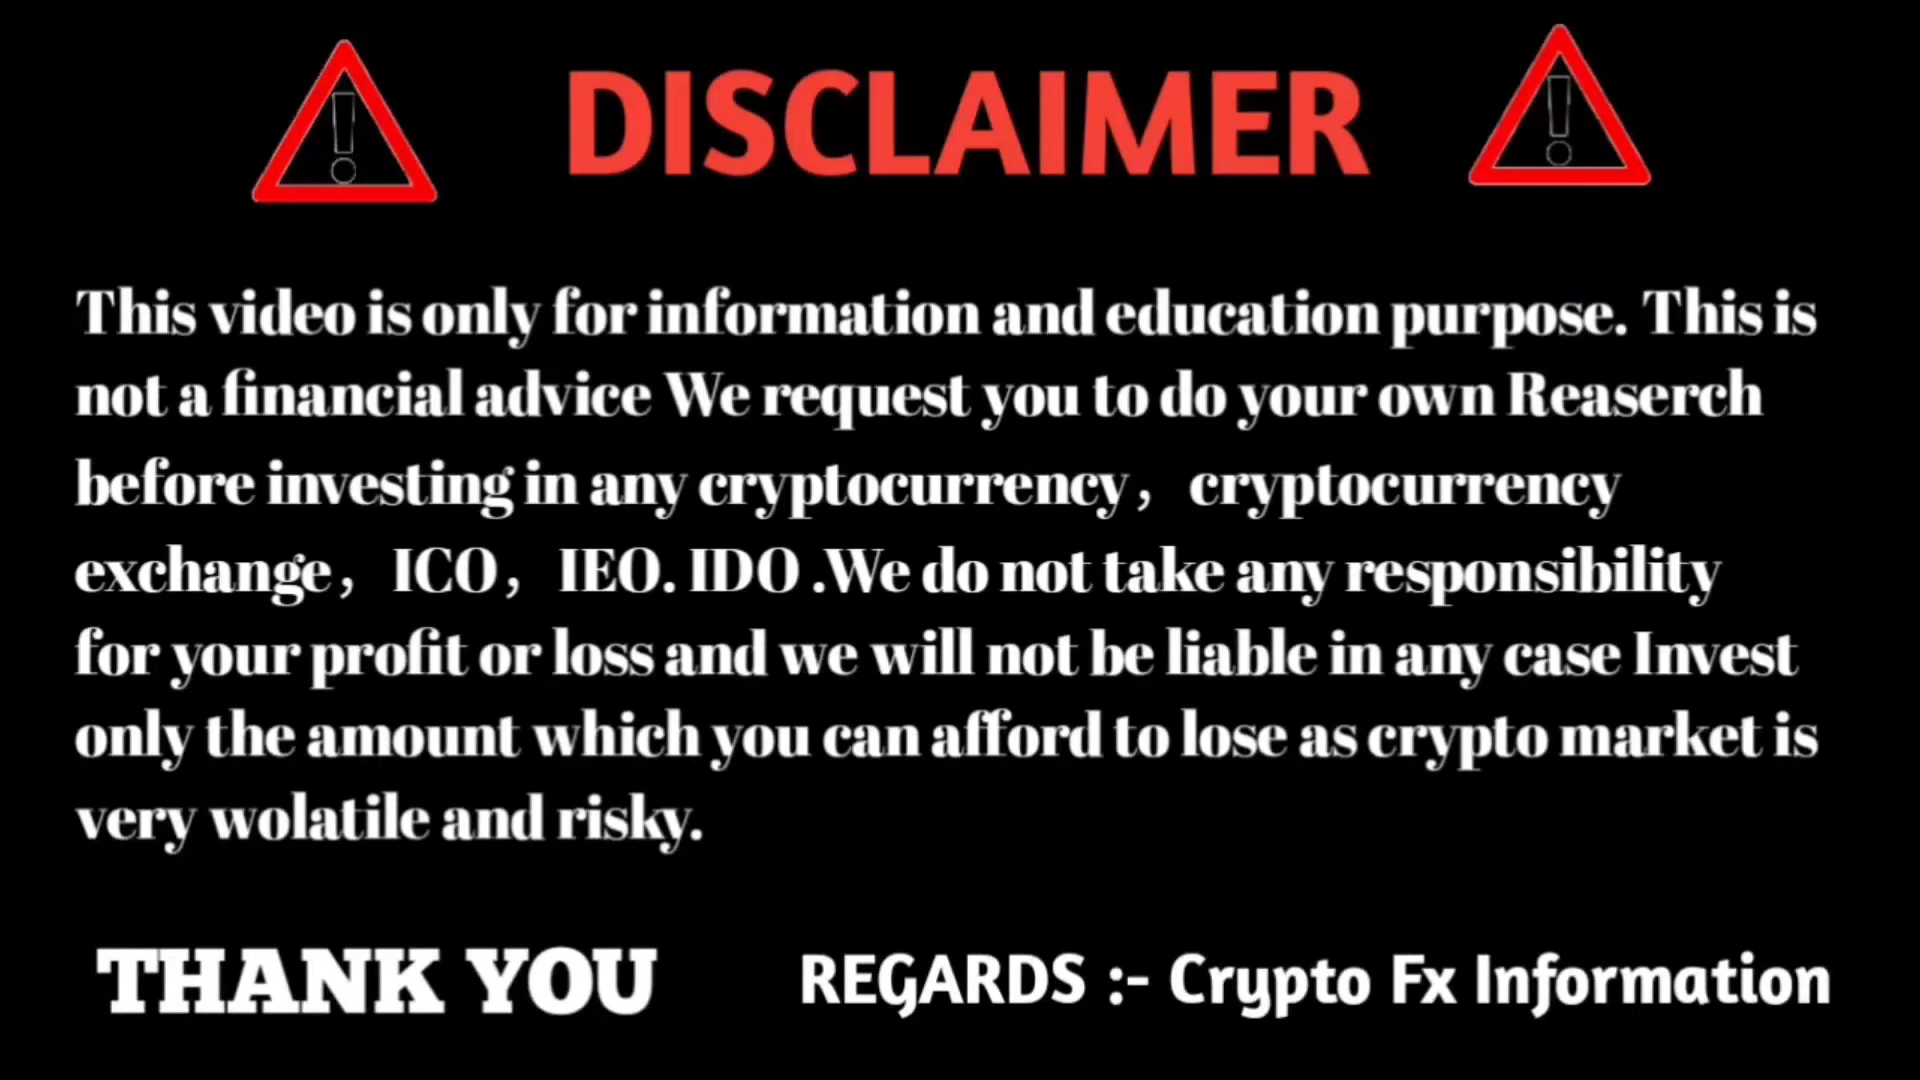 DISCLAIMER
This video is only for information and education purpose. This is
not a financial advice We request you to do your own Reaserch
before investing in any cryptocurrency， cryptocurrency
exchange， ICO， IEO. IDO .We do not take any responsibility
for your profit or loss and we will not be liable in any case Invest
only the amount which you can afford to lose as crypto market is
very wolatile and risky.
THANK YOU
REGARDS :- Crypto Fx Information